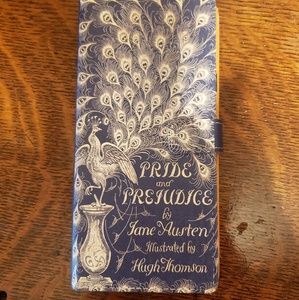 PRIDE
and
PREJUDICE
by
Jane Austen
Illustrated by
Hugh Thomson